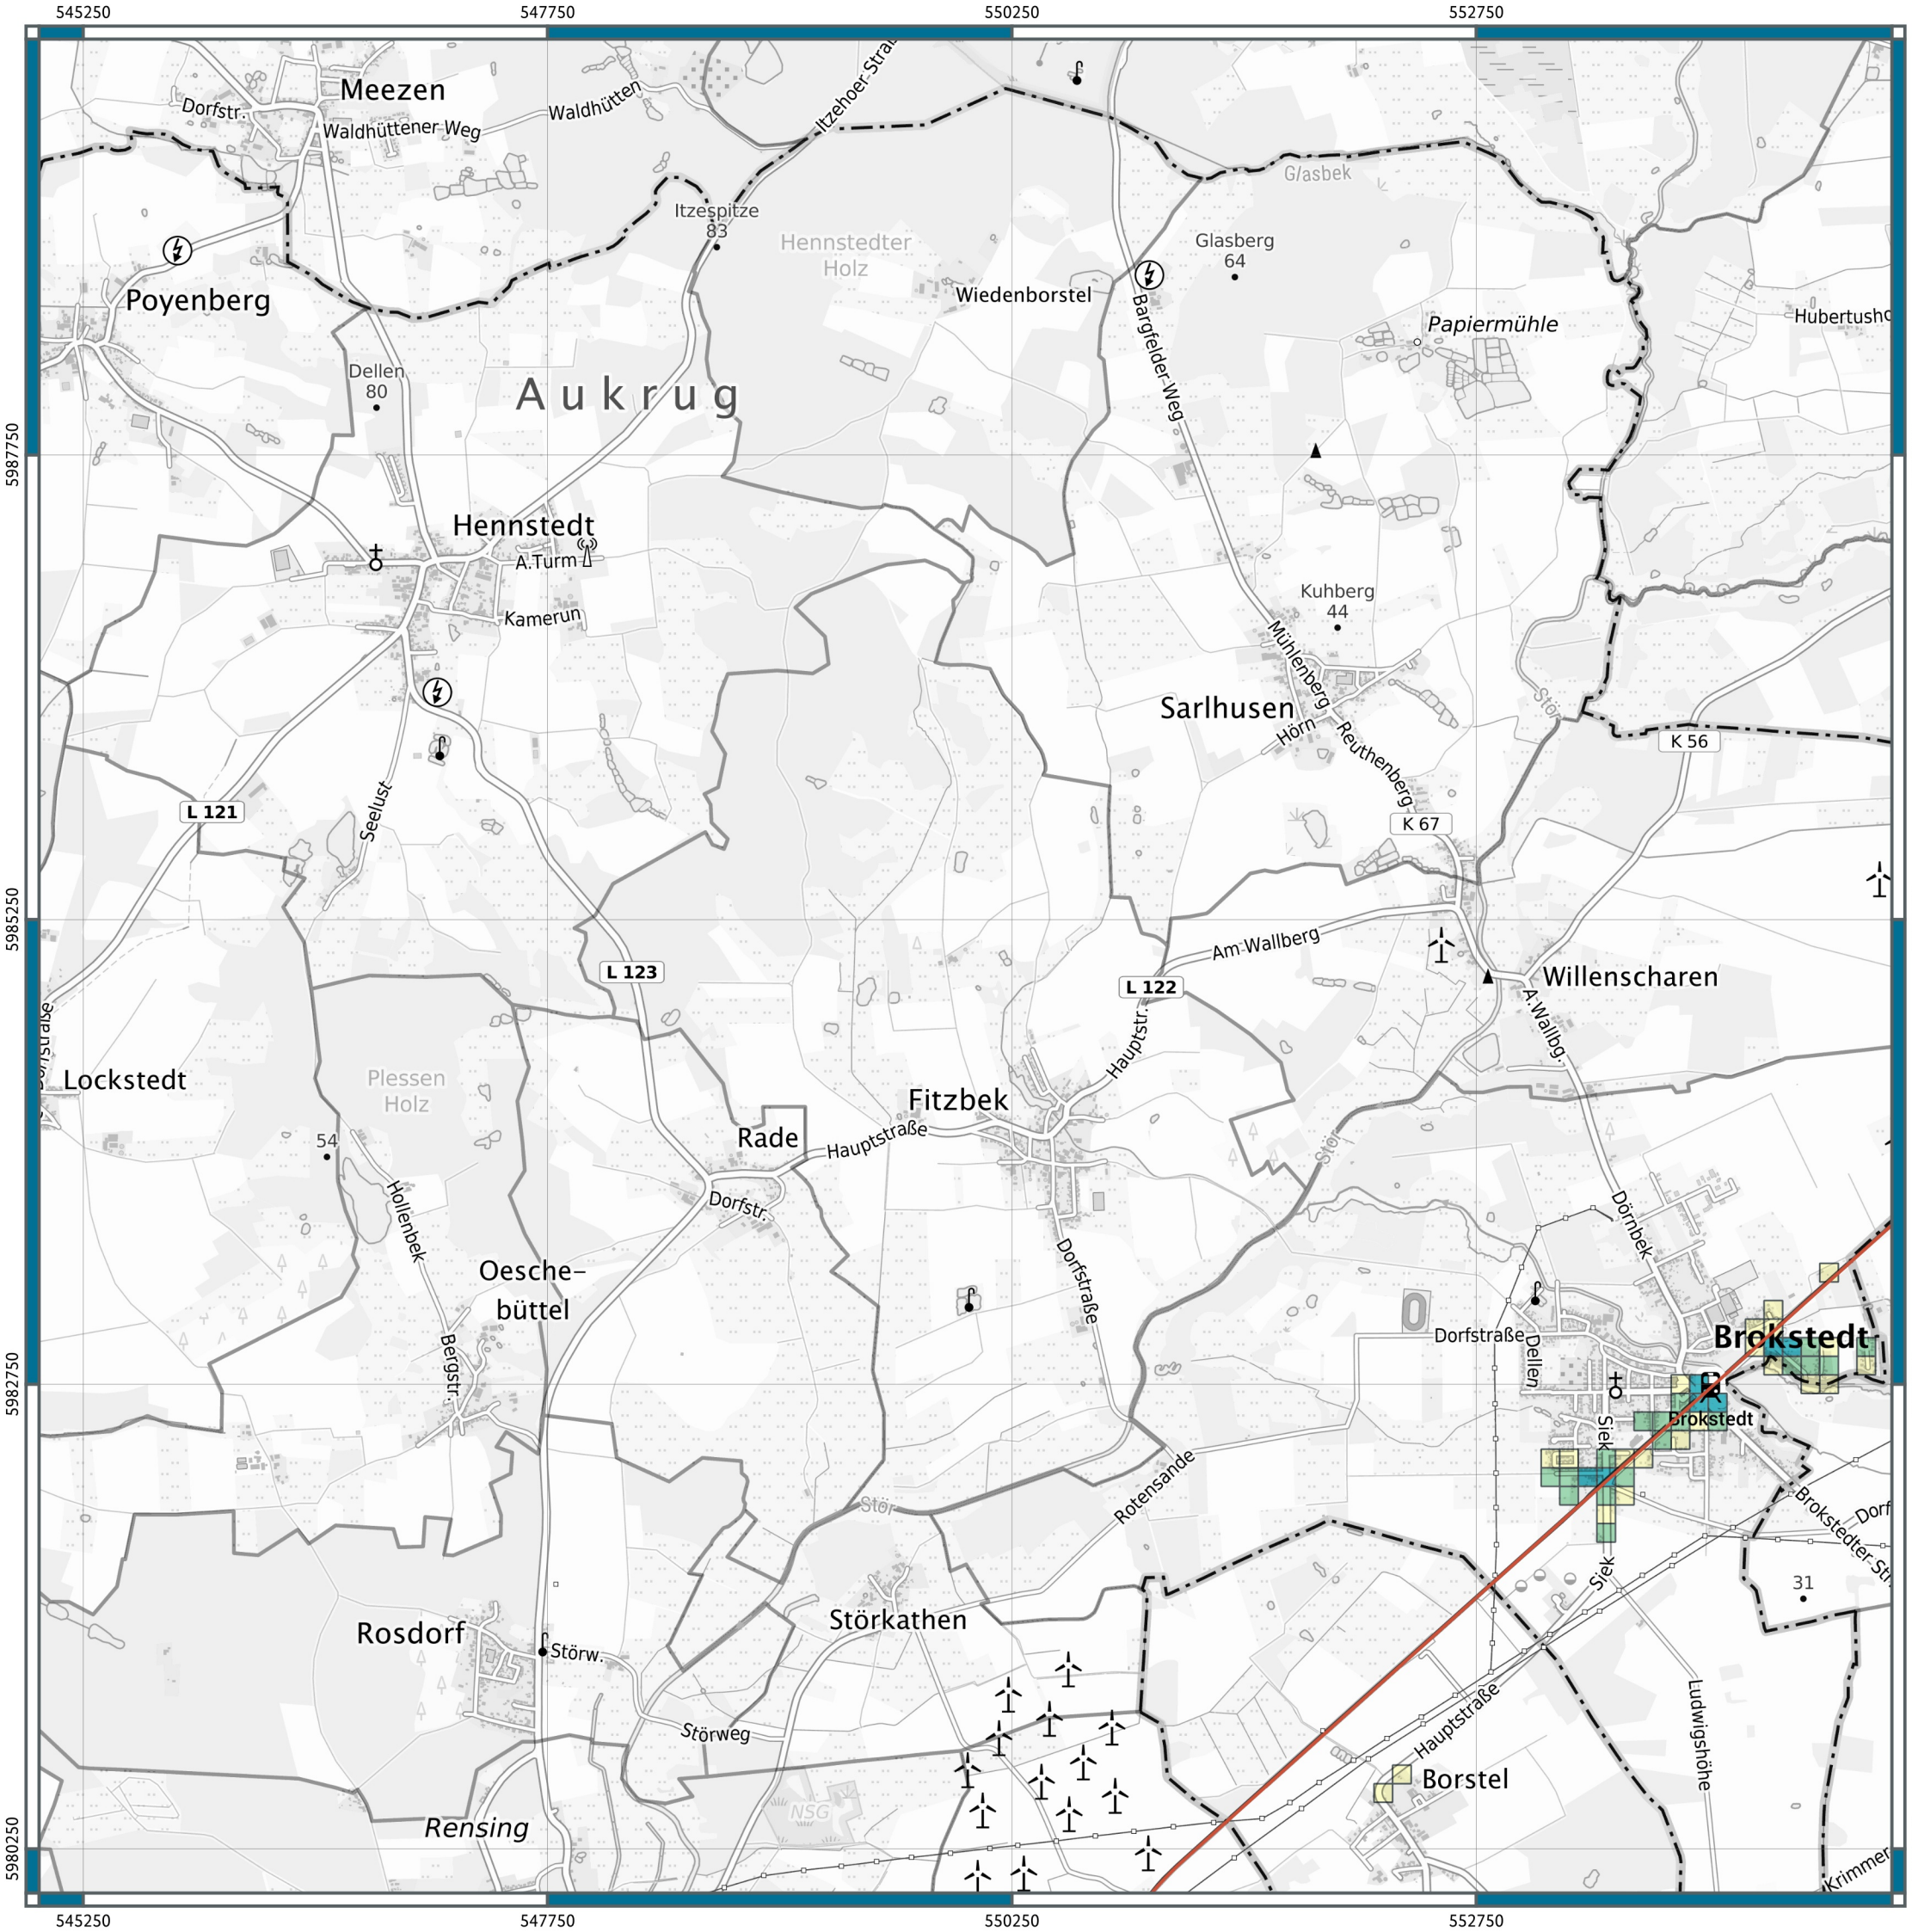 545250
547750
550250
552750
Meezen
Dorfstr.
Waldhüttener Weg
Waldhütten
Glasbek
Itzespitze
83
Hennstedter
Holz
Glasberg
64
Poyenberg
Wiedenborstel
Bargfelder-Weg
Papiermühle
Dellen
80
Aukrug
5987750
Hennstedt
A.Turm
Kamerun
Kuhberg
44
Mühlenberg
Sarlhusen
Hörn
Reuthenberg
Stör
K 56
L 121
Seelust
K 67
5985250
Am Wallberg
L 123
L 122
Willenscharen
A.Wallbg.
Hauptstr.
Lockstedt
Plessen
Holz
Fitzbek
54
Rade
Hauptstraße
Stör
Dorfstr.
Hollenbek
Dörnbek
Oesche-
büttel
Dorfstraße
Bergstr.
Dorfstraße
Dellen
Brokstedt
5982750
Brokstedt
Siek
Rotensande
Stör
Brokstedter-Str.
Siek
31
Störkathen
Rosdorf
Störw.
Störweg
Hauptstraße
Ludwigshöhe
Borstel
NSG
Rensing
5980250
545250
547750
550250
552750